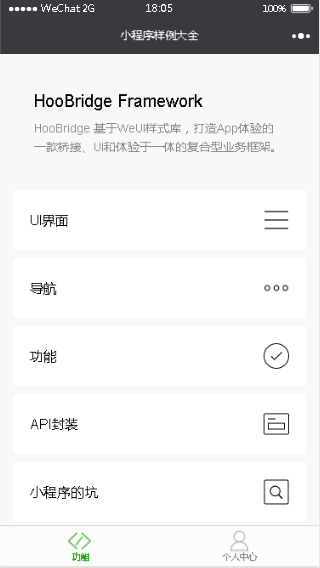 WeChat 2G 18:05 100%
小程序样例大全
HooBridge Framework
HooBridge 基于WeUI样式库，打造App体验的
一款桥接、UI和体验于一体的复合型业务框架。
UI界面
导航
功能
API封装
小程序的坑
功能 个人中心